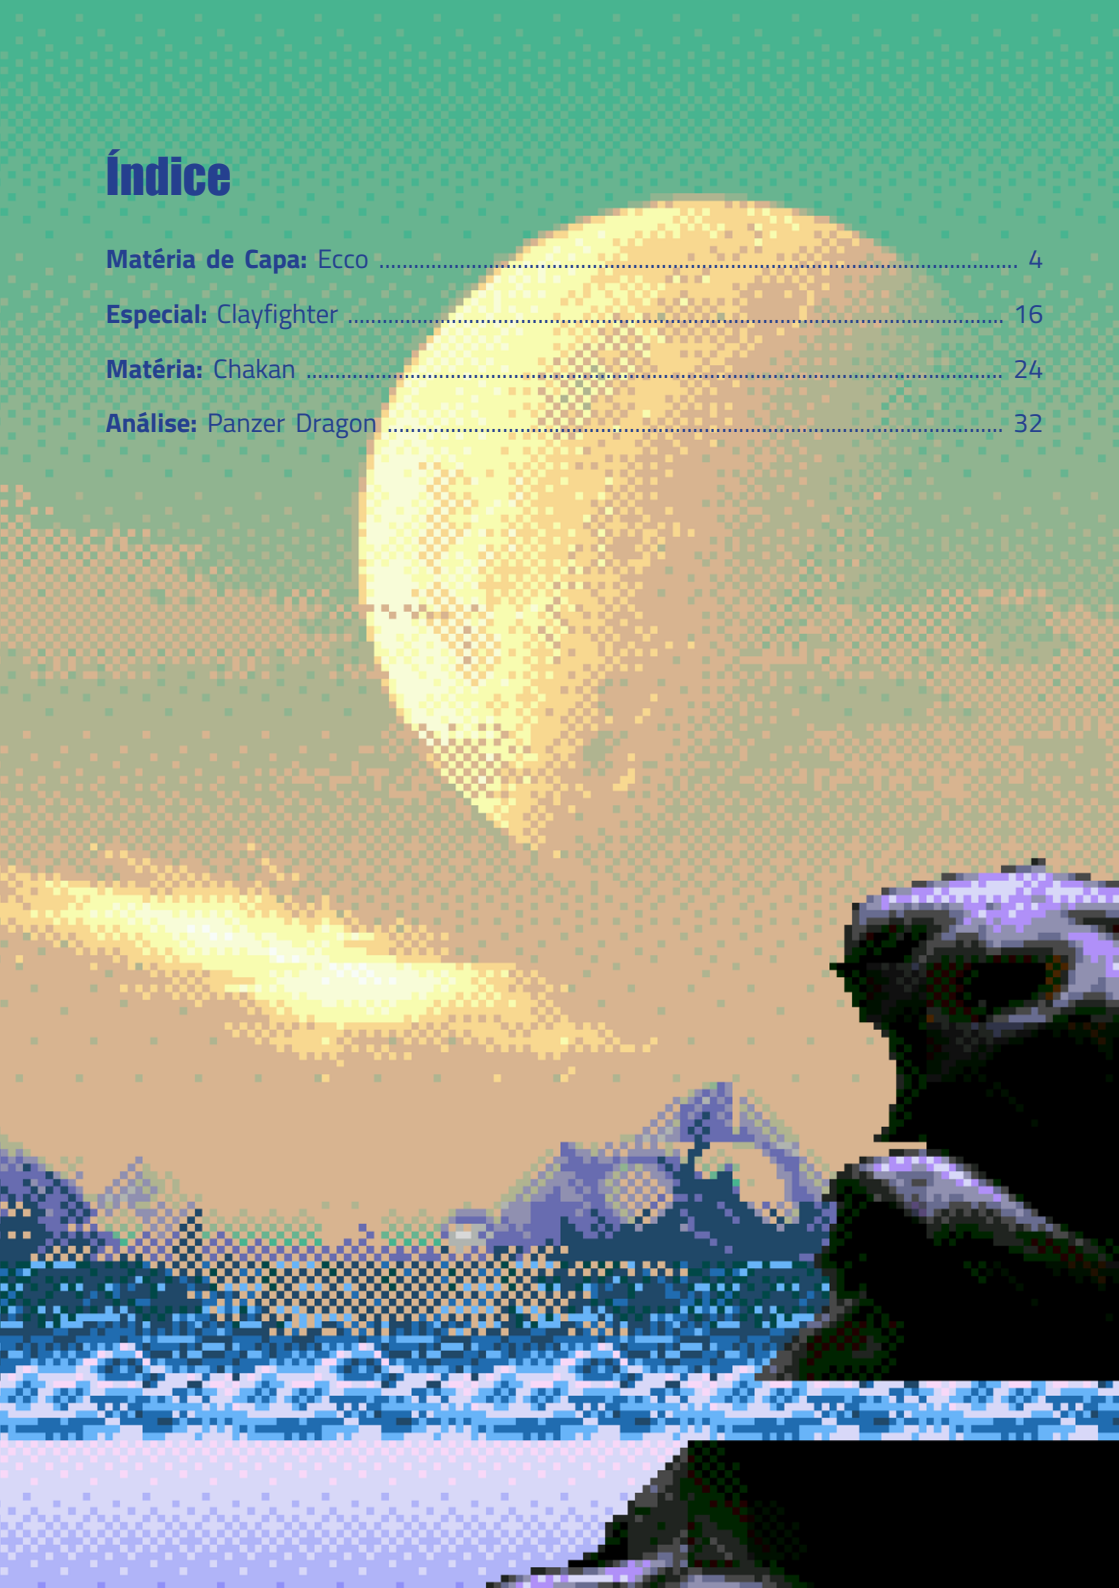 Índice
Matéria de Capa: Ecco ........................................................ 4
Especial: Clayfighter ........................................................ 16
Matéria: Chakan ........................................................ 24
Análise: Panzer Dragon ........................................................ 32